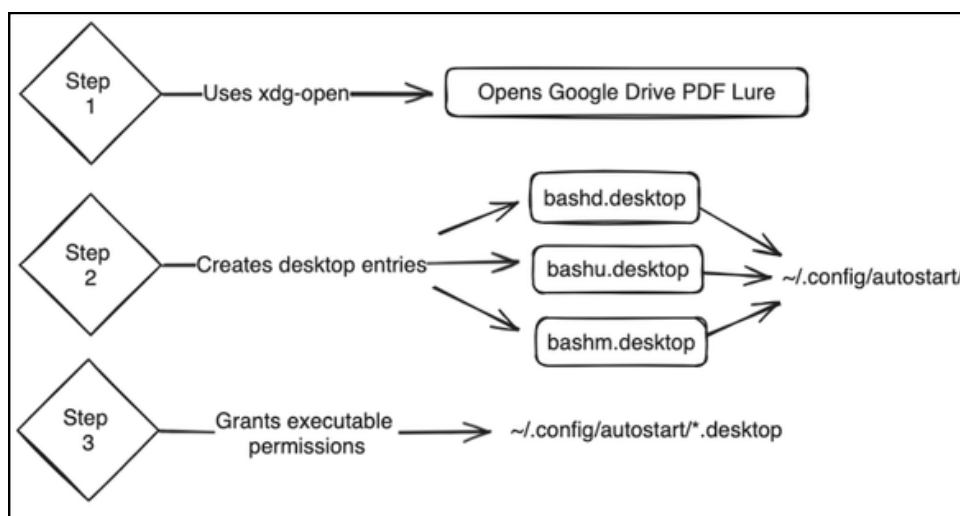 Step
1
Uses xdg-open
Opens Google Drive PDF Lure
Step
2
Creates desktop entries
bashd.desktop
bashu.desktop
bashm.desktop
~/.config/autostart/
Step
3
Grants executable
permissions
~/.config/autostart/*.desktop